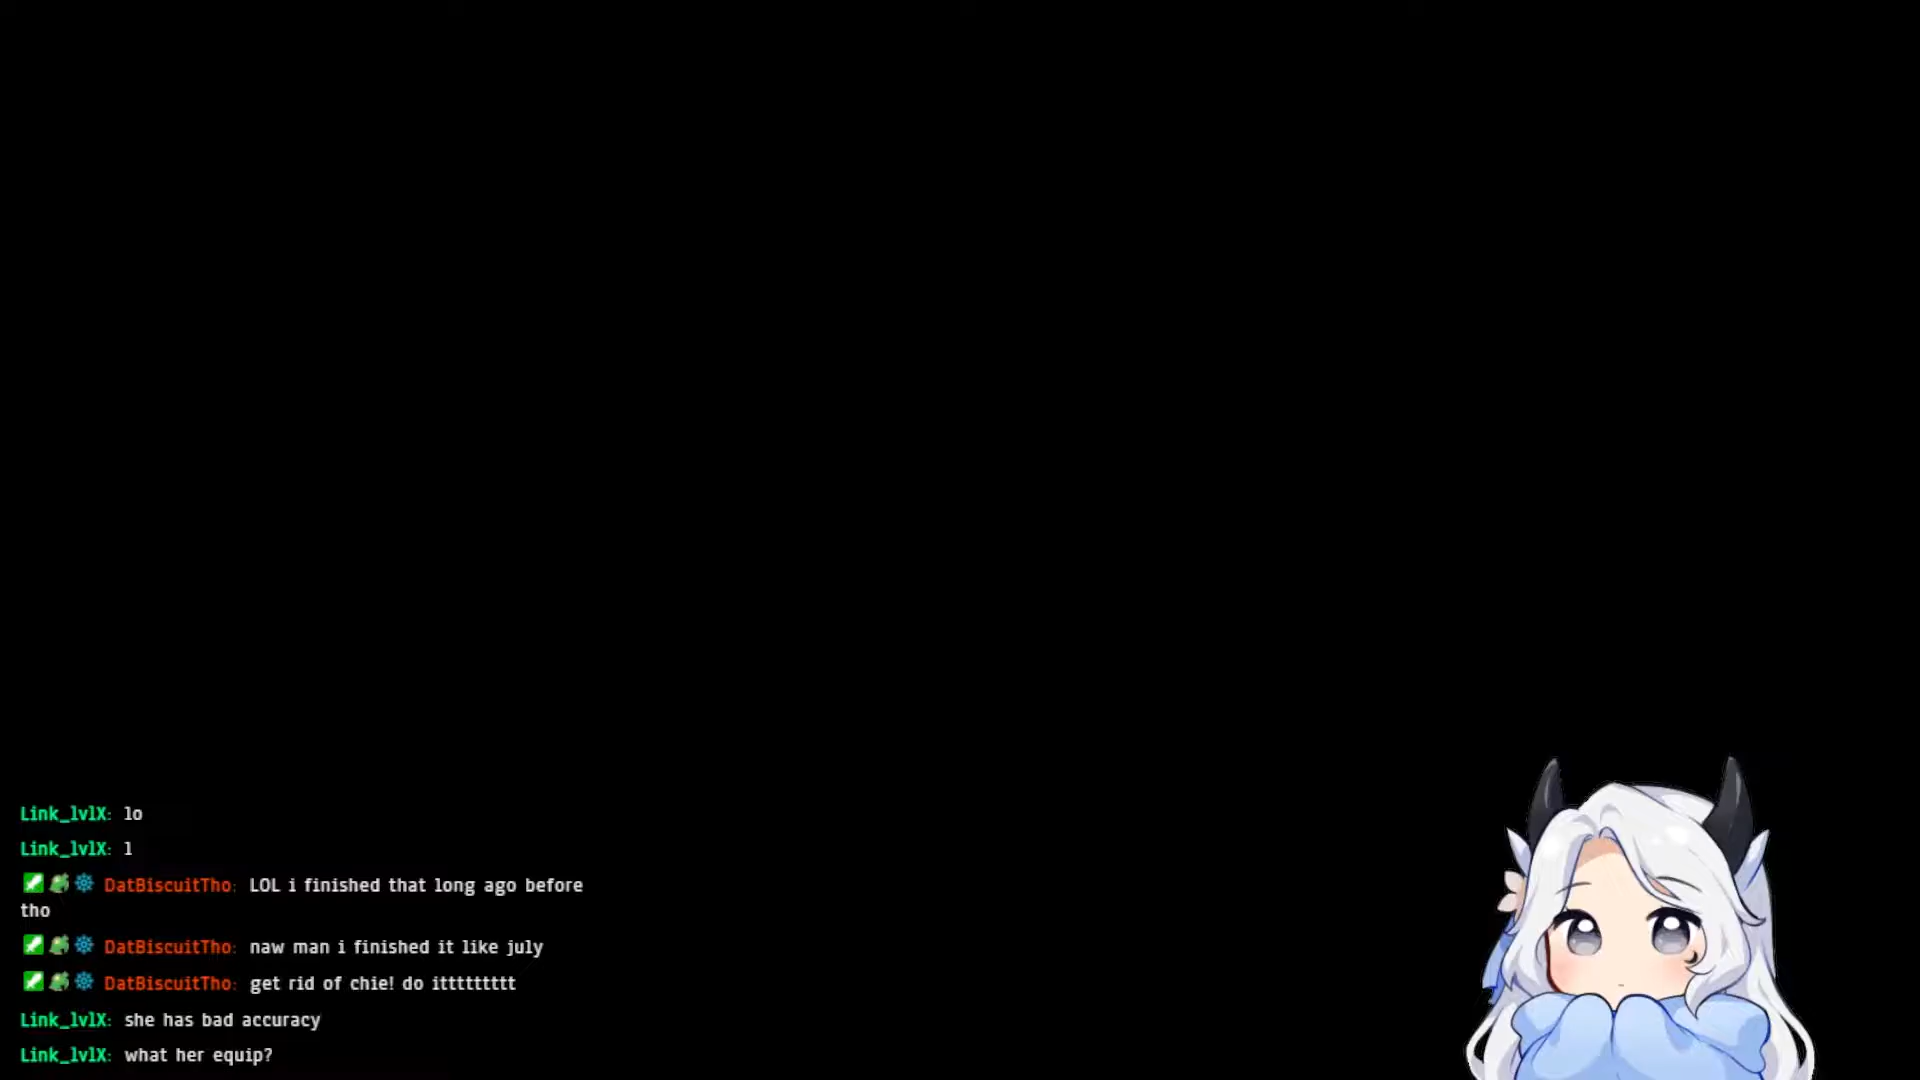 Link_lvlX: lo
Link_lvlX: l
DatBiscuitTho: LOL i finished that long ago before
tho
DatBiscuitTho: naw man i finished it like july
DatBiscuitTho: get rid of chie! do itttttttttt
Link_lvlX: she has bad accuracy
Link_lvlX: what her equip?